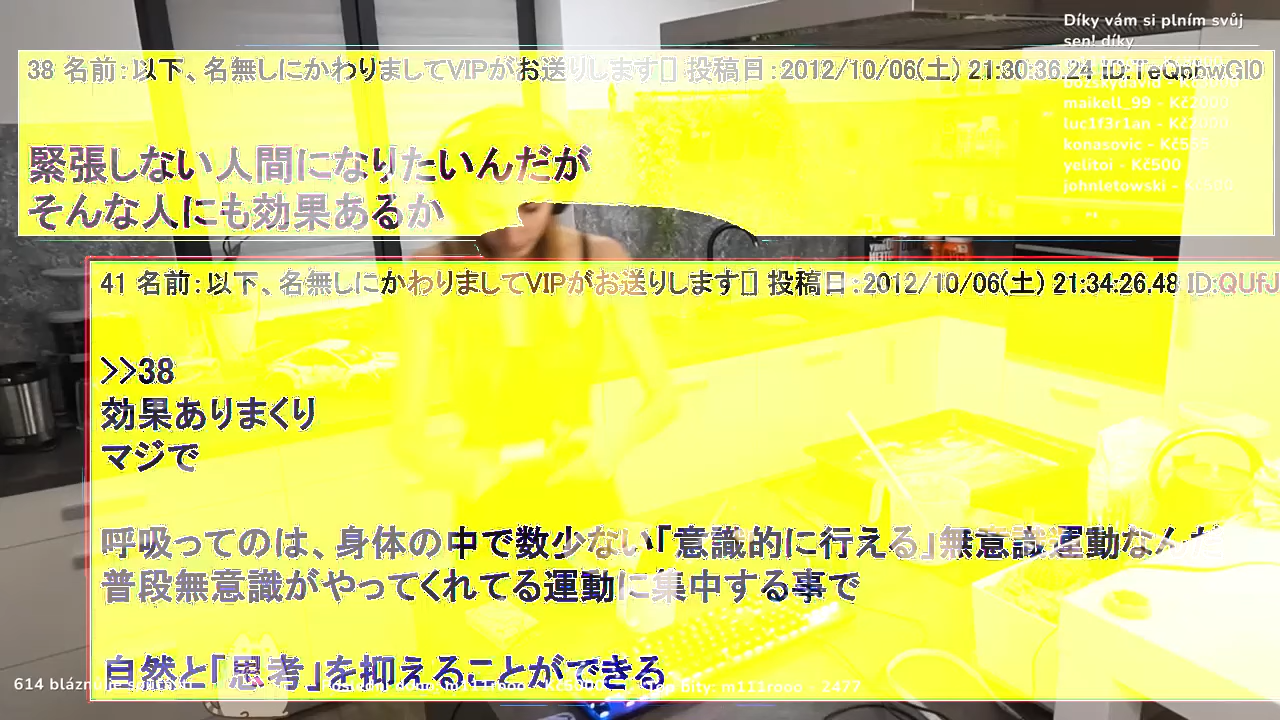 Díky vám si plním svůj
sen! díky
38 名前：以下、名無しにかわりましてVIPがお送りします 投稿日：2012/10/06(土) 21:30:36.24
maikell_99 - Kč2000
luc1f3r1an - Kč2000
konasovic - Kč555
yelitoi - Kč500
johnletowski - Kč500
緊張しない人間になりたいんだが
そんな人にも効果あるか
41 名前：以下、名無しにかわりましてVIPがお送りします 投稿日：2012/10/06(土) 21:34:26.48 ID:QUfJ
>>38
効果ありまくり
マジで
呼吸ってのは、身体の中で数少ない「意識的に行える」無意識運動なんだ
普段無意識がやってくれてる運動に集中する事で
自然と「思考」を抑えることができる
614
m111rooo - 2477